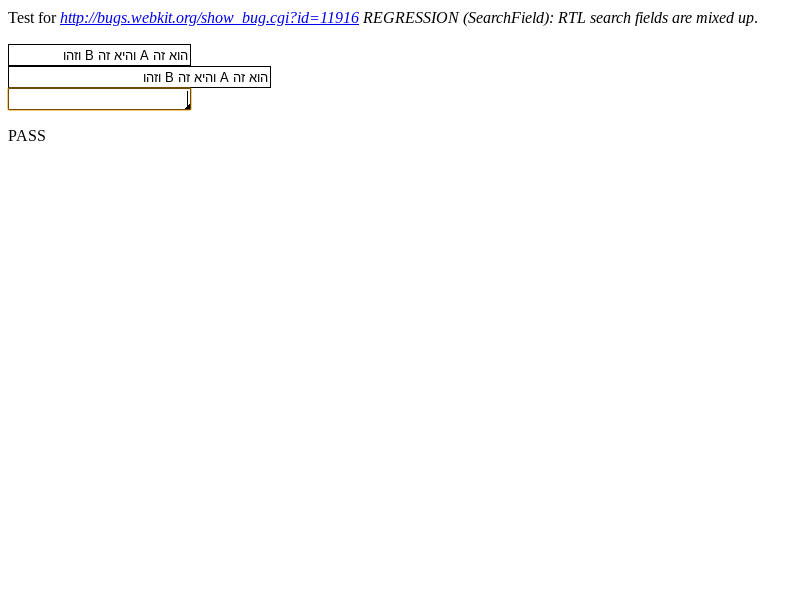 Test for http://bugs.webkit.org/show_bug.cgi?id=11916 REGRESSION (SearchField): RTL search fields are mixed up.
הוא זה A והיא זה B וזהו
הוא זה A והיא זה B וזהו
PASS